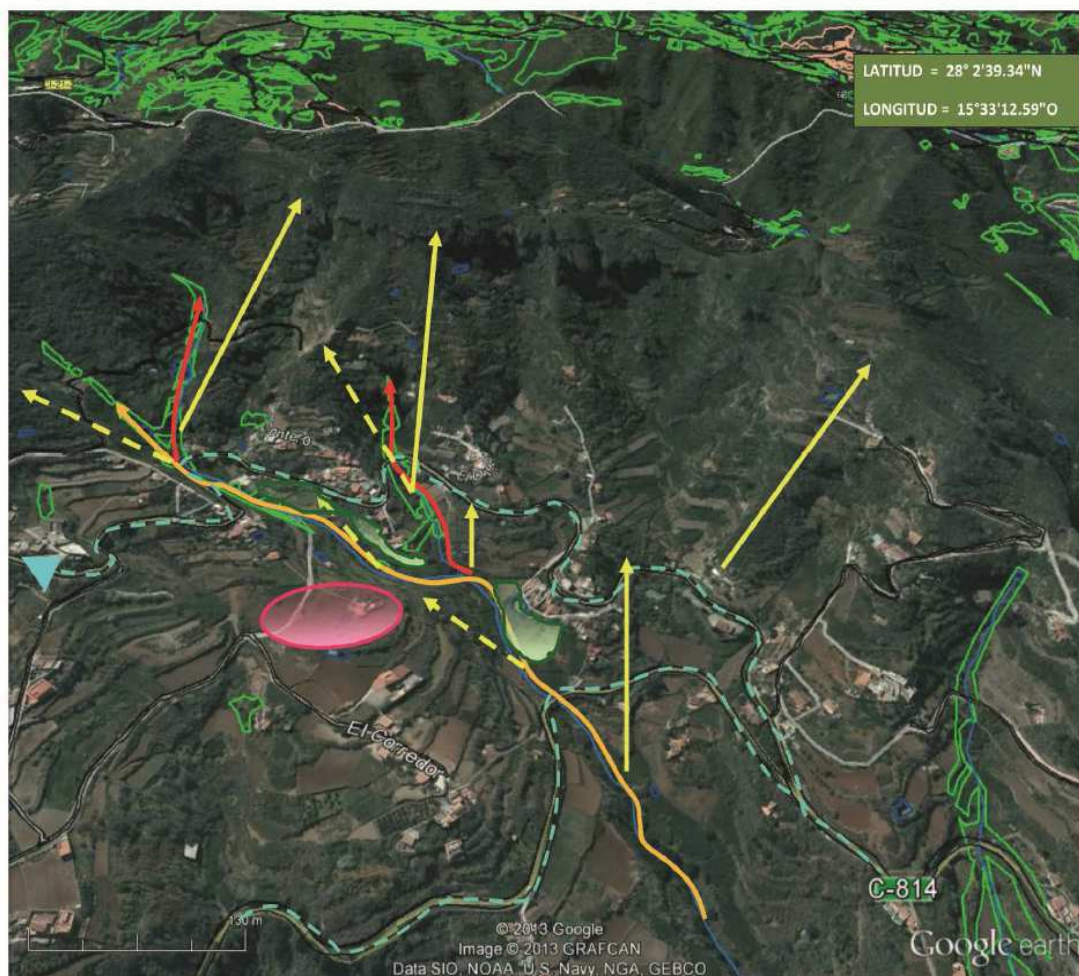 LATITUD = 28° 2'39.34"N
LONGITUD = 15°33'12.59"O
El Corredor
C-814
130 m
© 2013 Google
Image © 2013 GRAFCAN
Data SIO, NOAA, U.S. Navy, NGA, GEBCO
Google earth